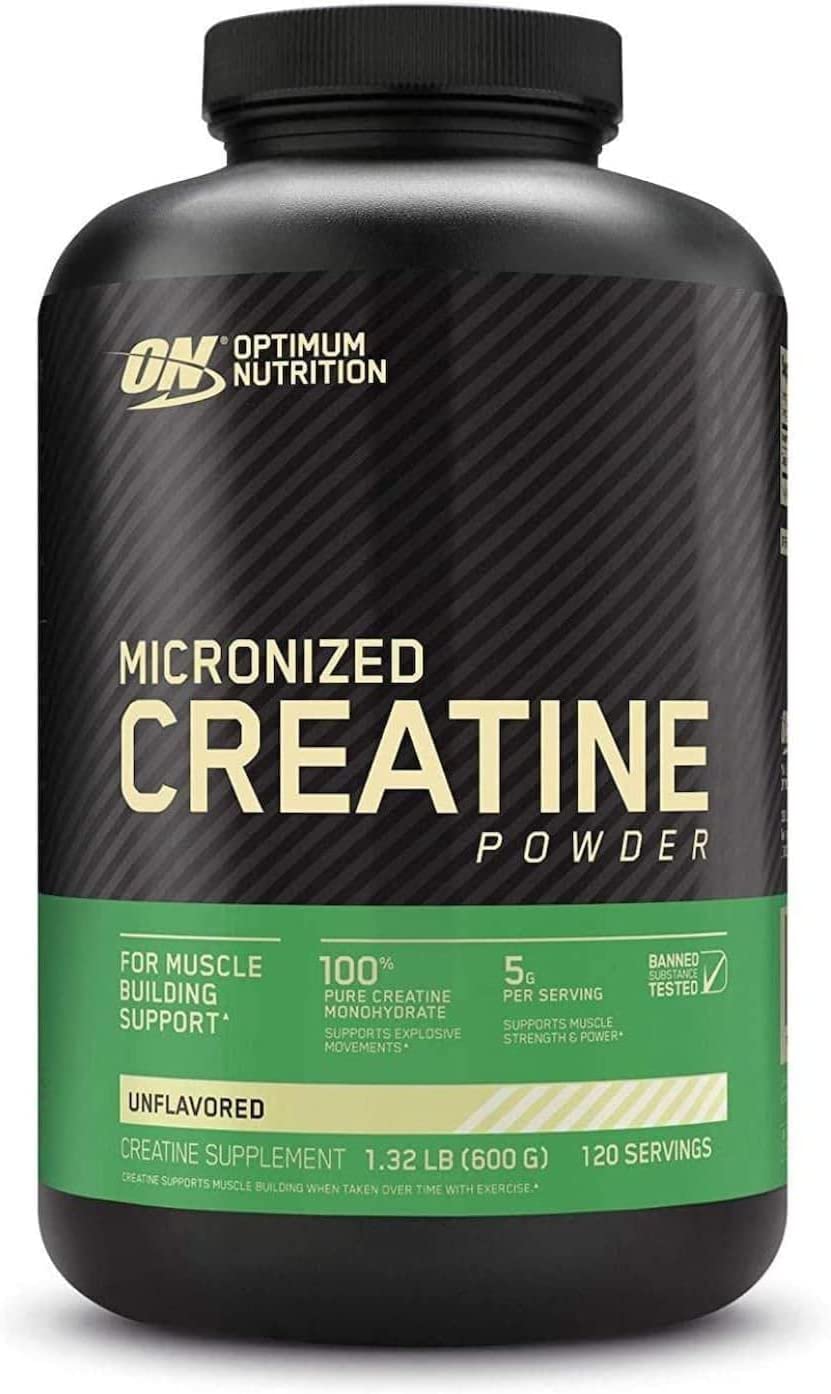 ON® OPTIMUM
NUTRITION
MICRONIZED
CREATINE
POWDER
FOR MUSCLE
BUILDING
SUPPORT▲
100%
PURE CREATINE
MONOHYDRATE
SUPPORTS EXPLOSIVE
MOVEMENTS▲
5G
PER SERVING
SUPPORTS MUSCLE
STRENGTH & POWER▲
BANNED
SUBSTANCE
TESTED
UNFLAVORED
CREATINE SUPPLEMENT 1.32 LB (600 G) 120 SERVINGS
CREATINE SUPPORTS MUSCLE BUILDING WHEN TAKEN OVER TIME WITH EXERCISE.▲